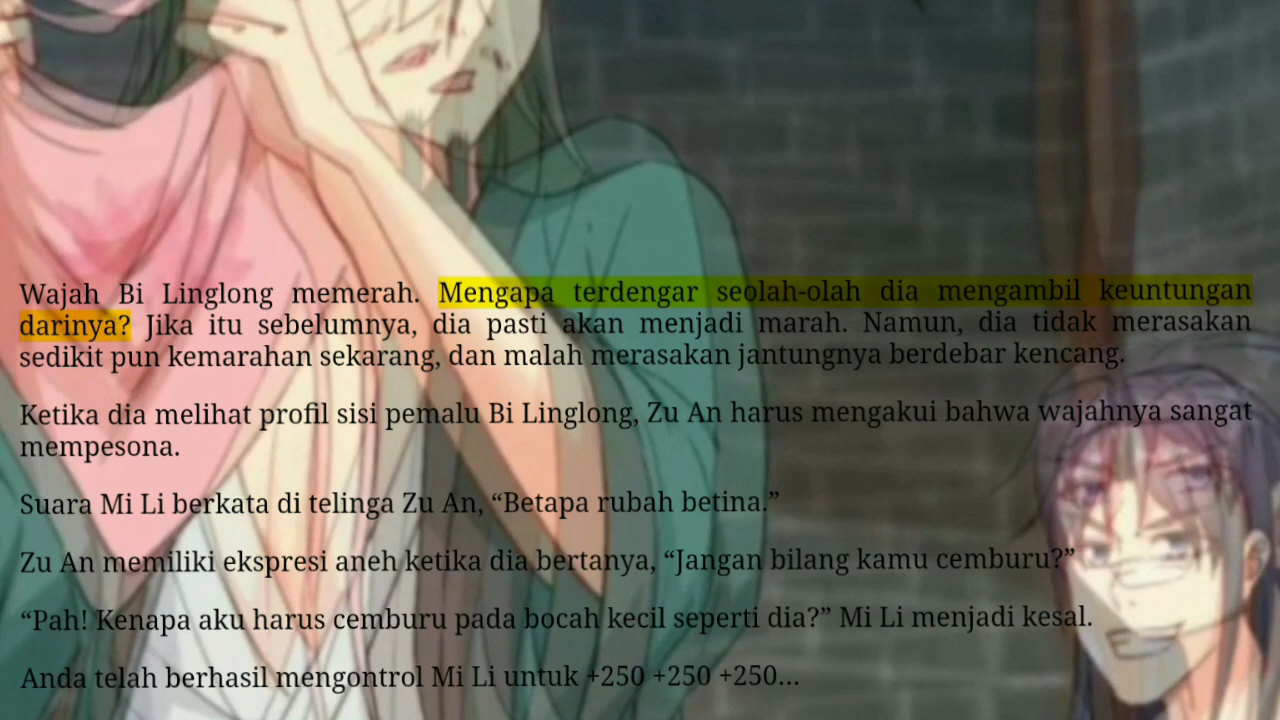 Wajah Bi Linglong memerah. Mengapa terdengar seolah-olah dia mengambil keuntungan
darinya? Jika itu sebelumnya, dia pasti akan menjadi marah. Namun, dia tidak merasakan
sedikit pun kemarahan sekarang, dan malah merasakan jantungnya berdebar kencang.
Ketika dia melihat profil sisi pemalu Bi Linglong, Zu An harus mengakui bahwa wajahnya sangat
mempesona.
Suara Mi Li berkata di telinga Zu An, “Betapa rubah betina.”
Zu An memiliki ekspresi aneh ketika dia bertanya, “Jangan bilang kamu cemburu?”
“Pah! Kenapa aku harus cemburu pada bocah kecil seperti dia?” Mi Li menjadi kesal.
Anda telah berhasil mengontrol Mi Li untuk +250 +250 +250…